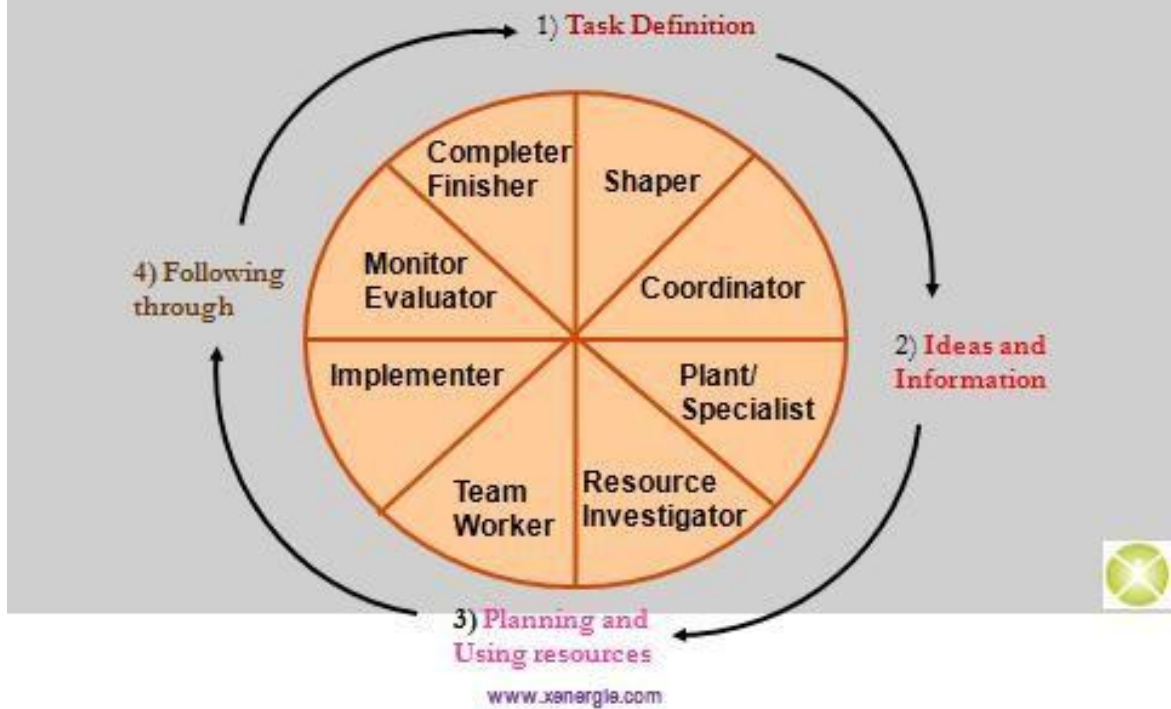 1) Task Definition
Completer
Finisher
Shaper
Monitor
Evaluator
Coordinator
4) Following
through
2) Ideas and
Information
Implementer
Plant/
Specialist
Team
Worker
Resource
Investigator
3) Planning and
Using resources
www.xenergie.com